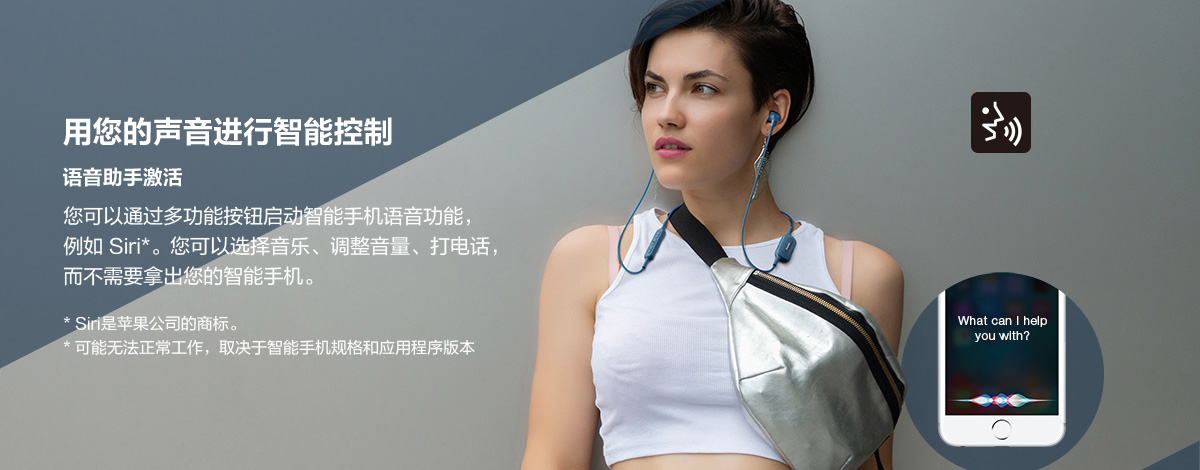 用您的声音进行智能控制
语音助手激活
您可以通过多功能按钮启动智能手机语音功能，
例如 Siri*。您可以选择音乐、调整音量、打电话，
而不需要拿出您的智能手机。
* Siri是苹果公司的商标。
* 可能无法正常工作，取决于智能手机规格和应用程序版本
What can I help
you with?